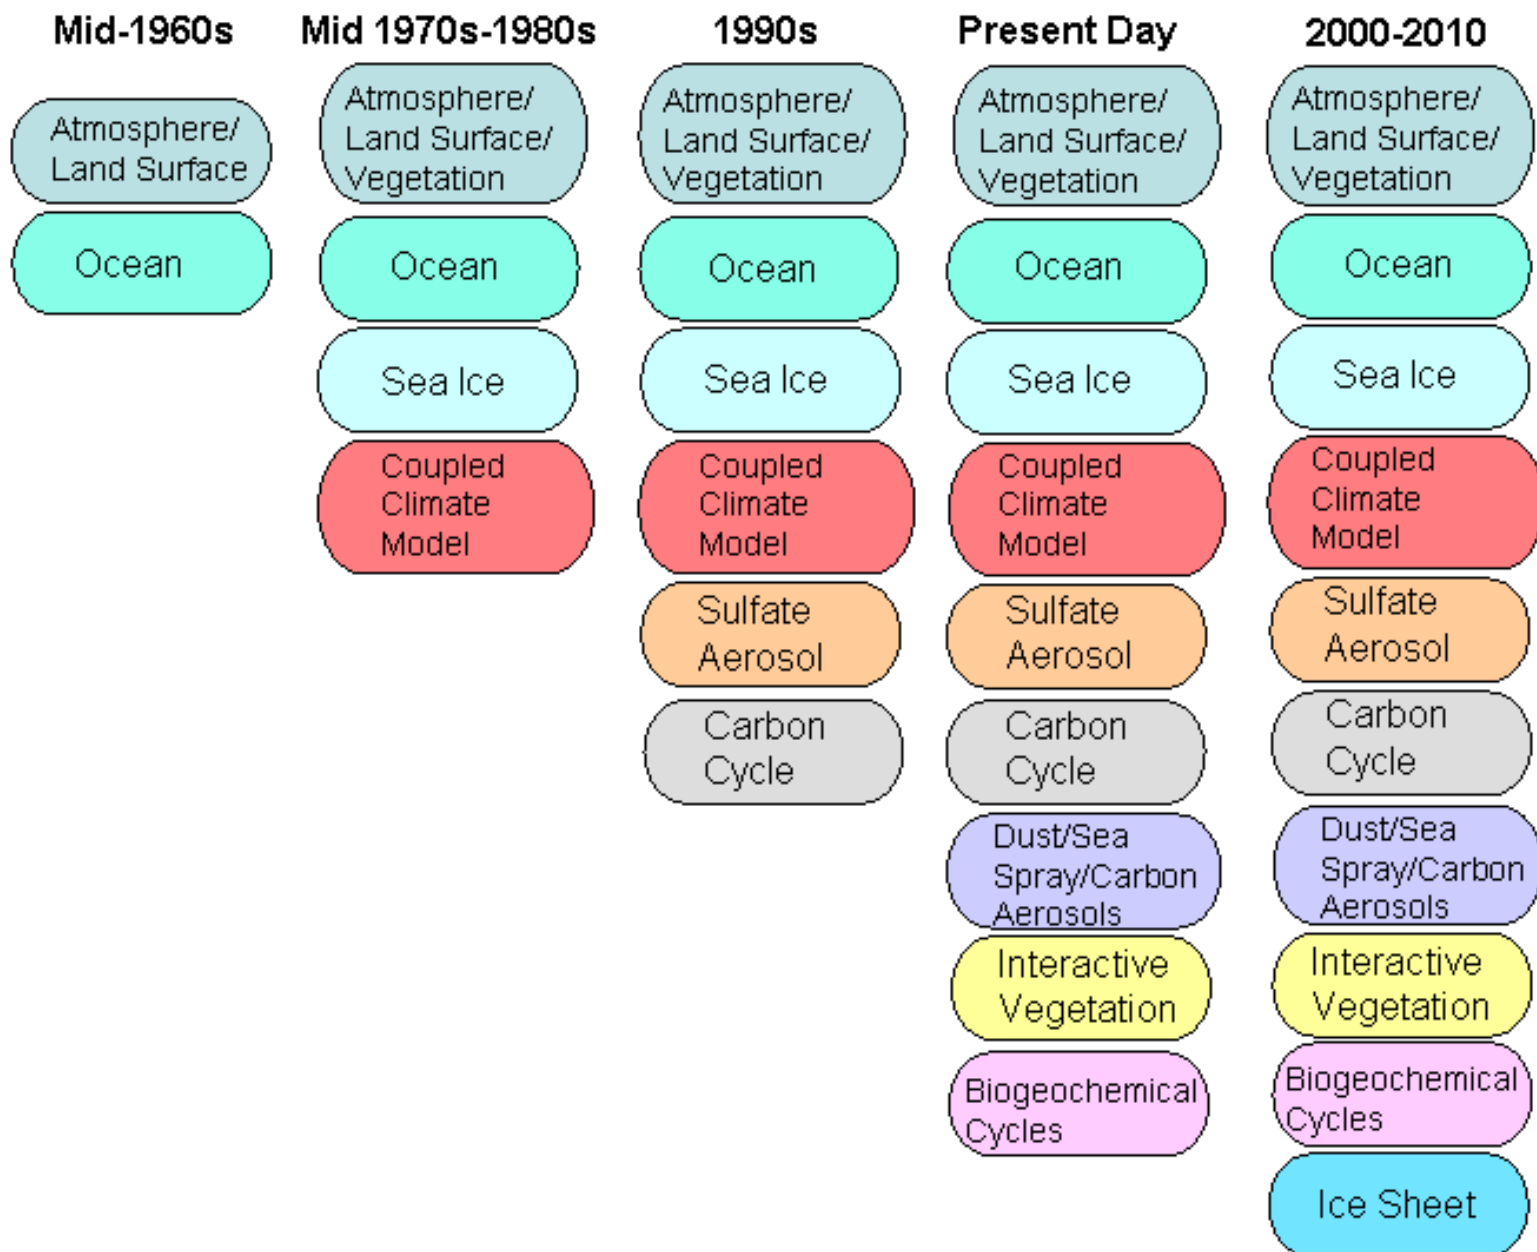 Mid-1960s
Atmosphere/
Land Surface
Ocean
Mid 1970s-1980s
Atmosphere/
Land Surface/
Vegetation
Ocean
Sea Ice
Coupled
Climate
Model
1990s
Atmosphere/
Land Surface/
Vegetation
Ocean
Sea Ice
Coupled
Climate
Model
Sulfate
Aerosol
Carbon
Cycle
Present Day
Atmosphere/
Land Surface/
Vegetation
Ocean
Sea Ice
Coupled
Climate
Model
Sulfate
Aerosol
Carbon
Cycle
Dust/Sea
Spray/Carbon
Aerosols
Interactive
Vegetation
Biogeochemical
Cycles
2000-2010
Atmosphere/
Land Surface/
Vegetation
Ocean
Sea Ice
Coupled
Climate
Model
Sulfate
Aerosol
Carbon
Cycle
Dust/Sea
Spray/Carbon
Aerosols
Interactive
Vegetation
Biogeochemical
Cycles
Ice Sheet